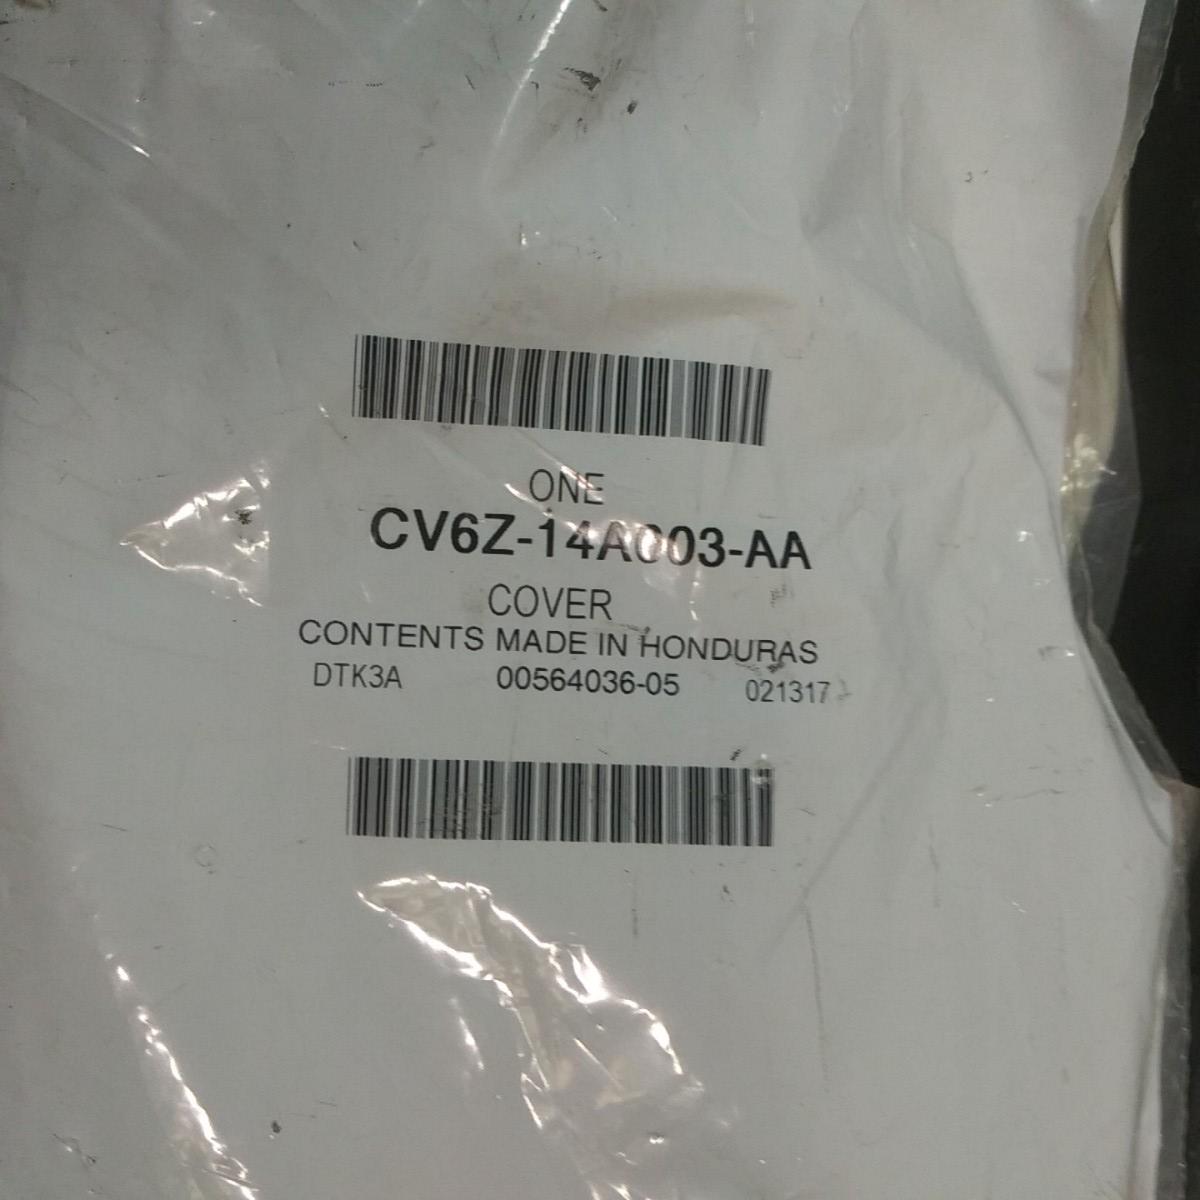 ONE
CV6Z-14A003-AA
COVER
CONTENTS MADE IN HONDURAS
DTK3A 00564036-05 021317